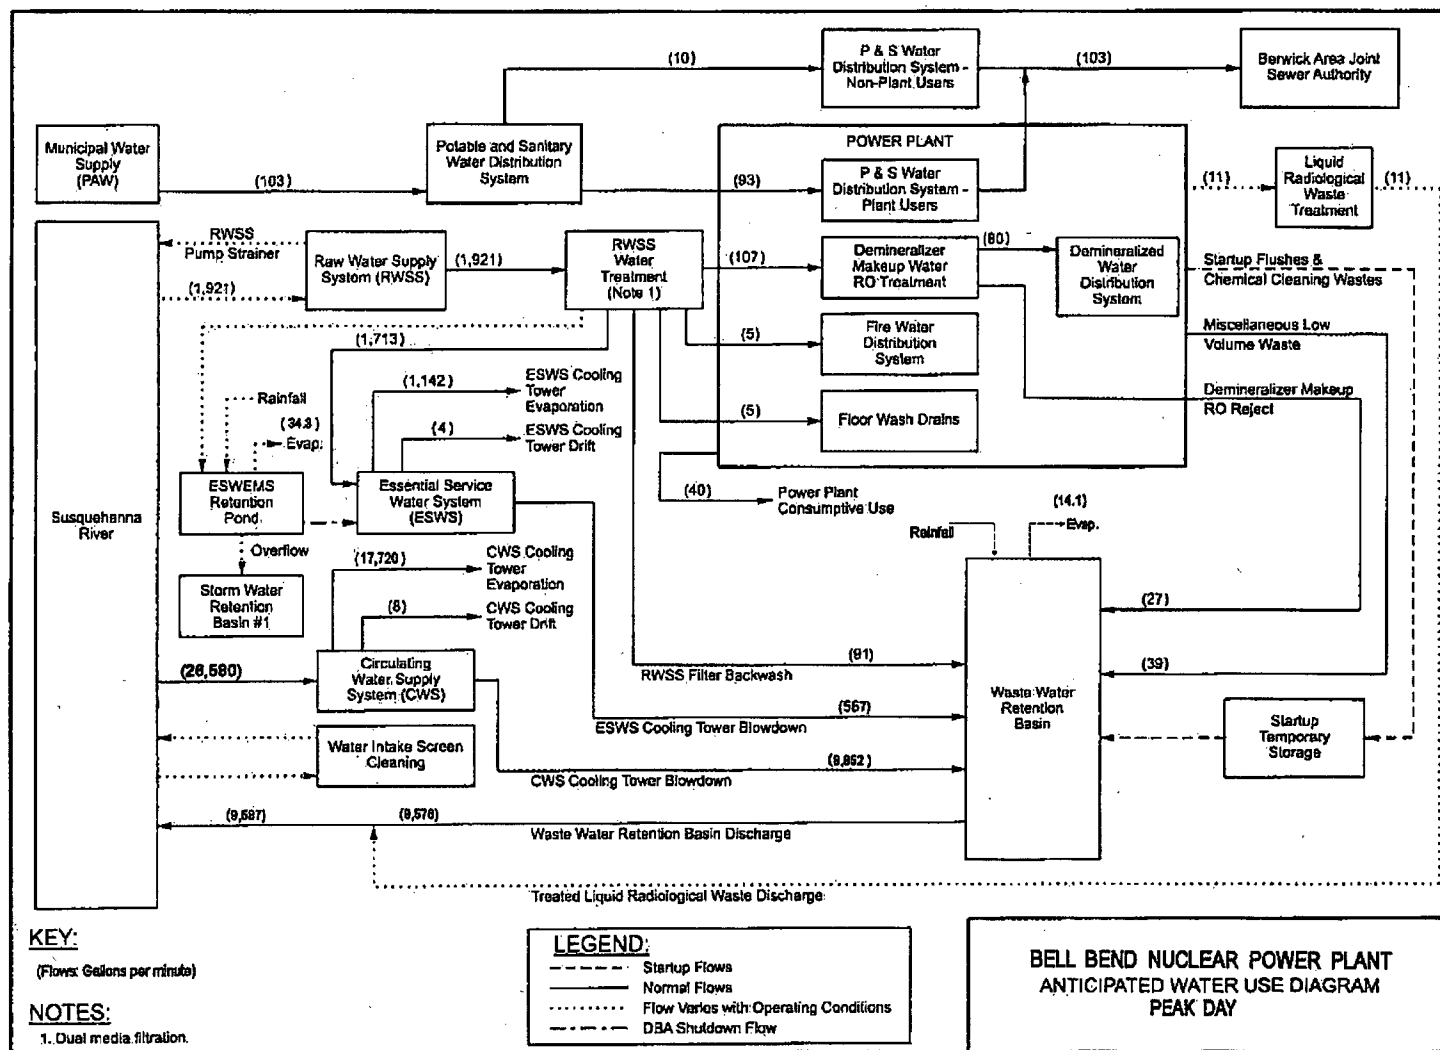 P & S Water
Distribution System -
Non-Plant Users
(10)
(103)
Berwick Area Joint
Sewer Authority
Municipal Water
Supply
(PAW)
(103)
Potable and Sanitary
Water Distribution
System
POWER PLANT
(93)
P & S Water
Distribution System -
Plant Users
(11)
Liquid
Radiological
Waste
Treatment
(11)
RWSS
Pump Strainer
(1,921)
Raw Water Supply
System (RWSS)
(1,921)
RWSS
Water
Treatment
(Note 1)
(107)
Demineralizer
Makeup Water
RO Treatment
(80)
Demineralized
Water
Distribution
System
Startup Flushes &
Chemical Cleaning Wastes
(5)
Fire Water
Distribution
System
Miscellaneous Low
Volume Waste
(1,713)
(1,142)
ESWS Cooling
Tower
Evaporation
(4)
ESWS Cooling
Tower Drift
(5)
Floor Wash Drains
Demineralizer Makeup
RO Reject
Rainfall
(34.8)
Evap.
ESWEMS
Retention
Pond
Essential Service
Water System
(ESWS)
(40)
Power Plant
Consumptive Use
Susquehanna
River
Overflow
Storm Water
Retention
Basin #1
(17,720)
CWS Cooling
Tower
Evaporation
(8)
CWS Cooling
Tower Drift
Rainfall
(14.1)
Evap.
(27)
(39)
(26,580)
Circulating
Water Supply
System (CWS)
(91)
RWSS Filter Backwash
(567)
ESWS Cooling Tower Blowdown
(8,852)
CWS Cooling Tower Blowdown
Waste Water
Retention
Basin
Startup
Temporary
Storage
Water Intake Screen
Cleaning
(9,587)
(9,576)
Waste Water Retention Basin Discharge
Treated Liquid Radiological Waste Discharge
KEY:
(Flows: Gallons per minute)
NOTES:
1. Dual media filtration.
LEGEND:
Startup Flows
Normal Flows
Flow Varies with Operating Conditions
DBA Shutdown Flow
BELL BEND NUCLEAR POWER PLANT
ANTICIPATED WATER USE DIAGRAM
PEAK DAY